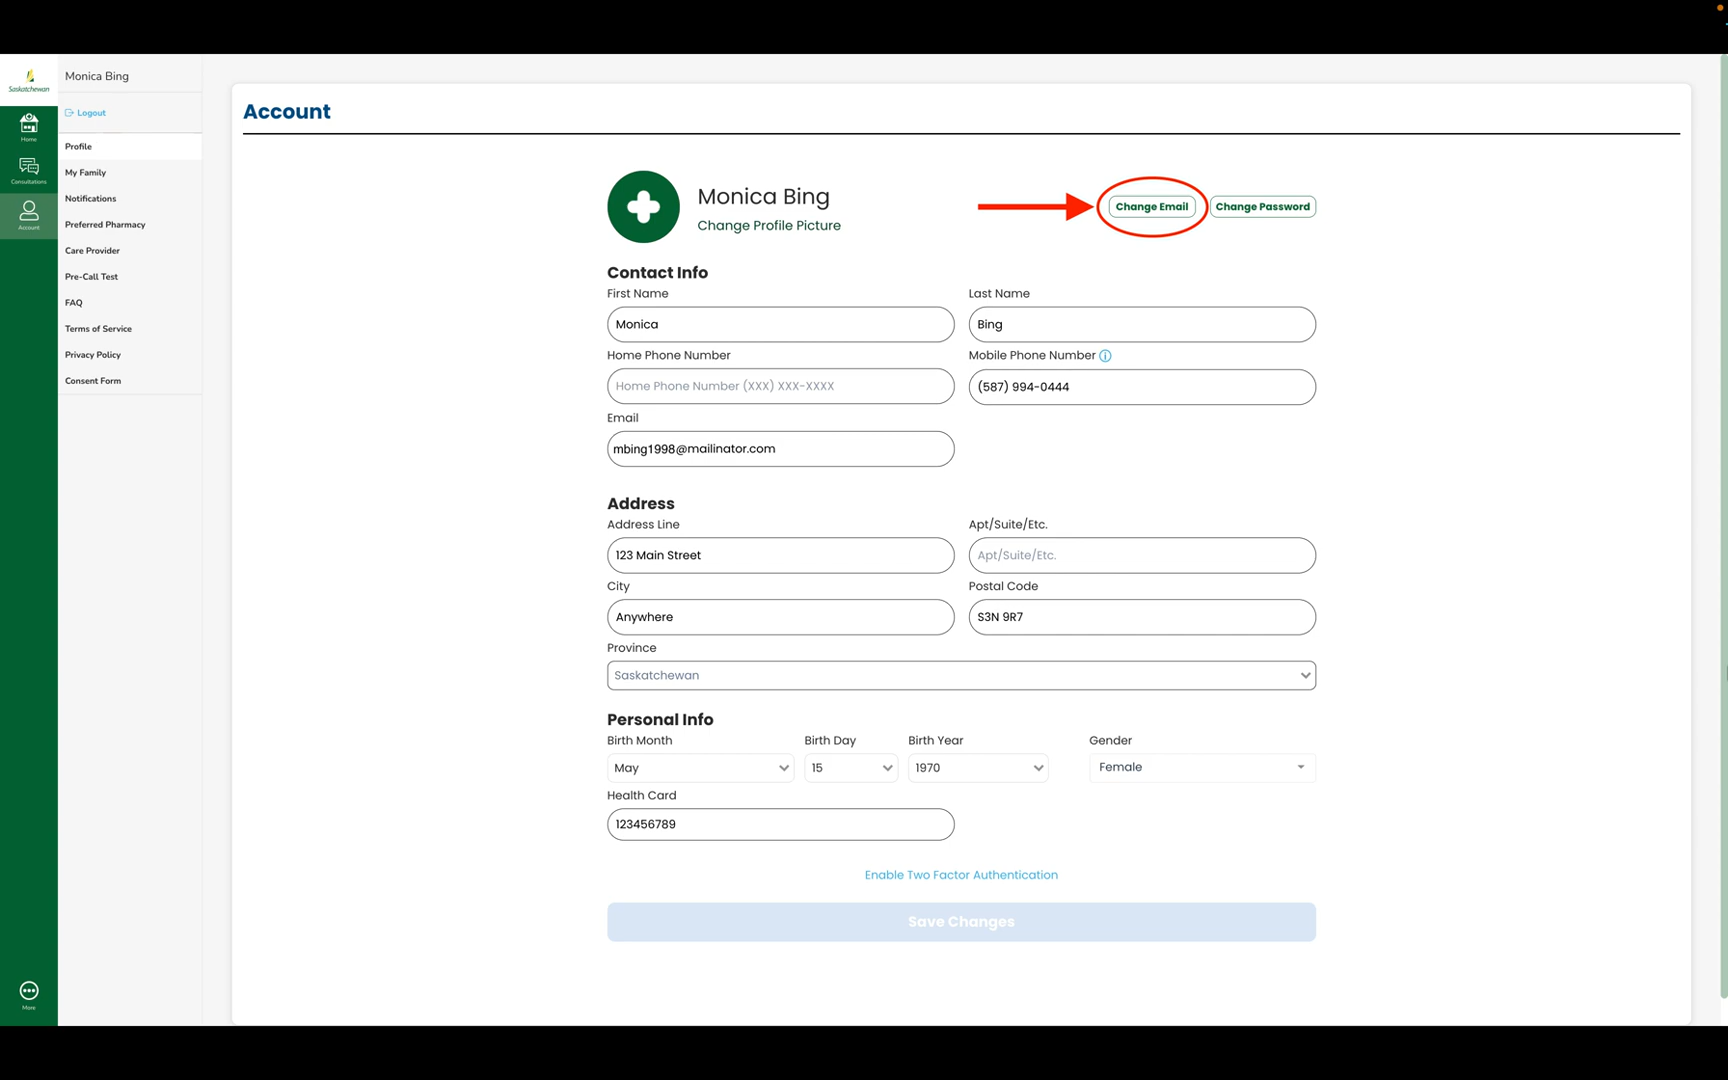 Saskatchewan
Monica Bing
Logout
Home
Consultations
Account
More
Profile
My Family
Notifications
Preferred Pharmacy
Care Provider
Pre-Call Test
FAQ
Terms of Service
Privacy Policy
Consent Form
Account
Monica Bing
Change Profile Picture
Change Email
Change Password
Contact Info
First Name
Last Name
Monica
Bing
Home Phone Number
Mobile Phone Number
Home Phone Number (XXX) XXX-XXXX
(587) 994-0444
Email
mbing1998@mailinator.com
Address
Address Line
Apt/Suite/Etc.
123 Main Street
Apt/Suite/Etc.
City
Postal Code
Anywhere
S3N 9R7
Province
Saskatchewan
Personal Info
Birth Month
Birth Day
Birth Year
Gender
May
15
1970
Female
Health Card
123456789
Enable Two Factor Authentication
Save Changes